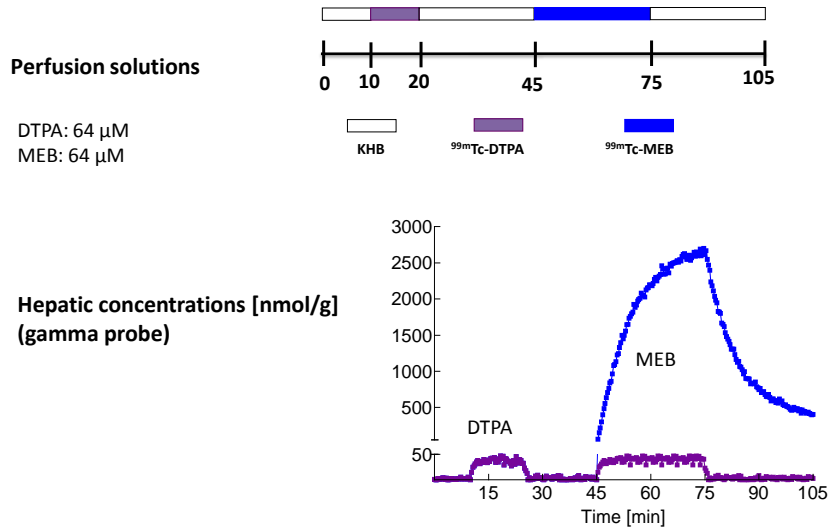 Perfusion solutions
0 10 20 45 75 105
DTPA: 64 µM
MEB: 64 µM
KHB
99mTc-DTPA
99mTc-MEB
Hepatic concentrations [nmol/g]
(gamma probe)
3000
2500
2000
1500
1000
500
50
MEB
DTPA
15 30 45 60 75 90 105
Time [min]